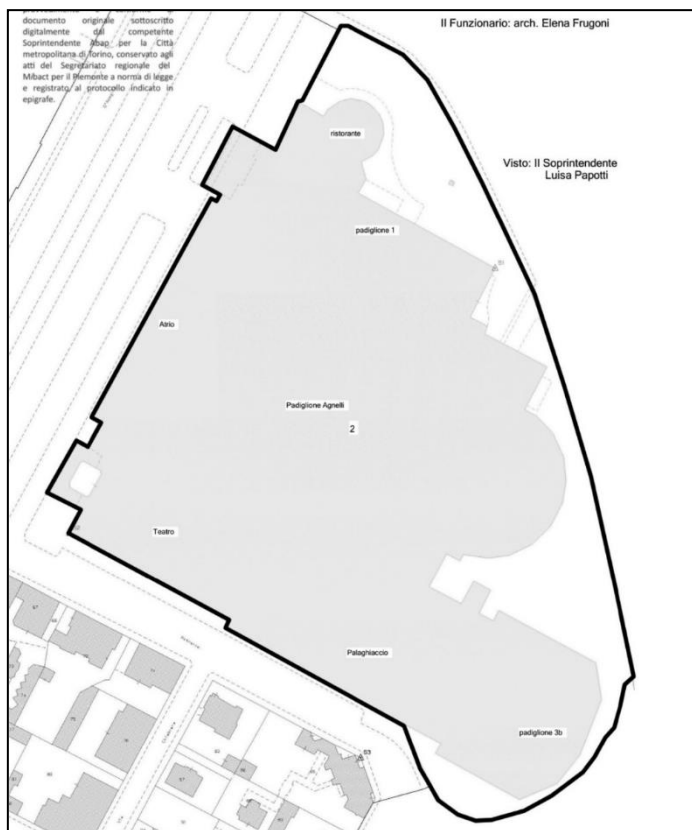 documento originale sottoscritto
digitalmente dal competente
Soprintendente Abap per la Città
metropolitana di Torino, conservato agli
atti del Segretariato regionale del
Mibact per il Piemonte a norma di legge
e registrato al protocollo indicato in
epigrafe.
Il Funzionario: arch. Elena Frugoni
Visto: Il Soprintendente
Luisa Papotti
ristorante
padiglione 1
Atrio
Padiglione Agnelli
2
Teatro
Palaghiaccio
padiglione 3b
53